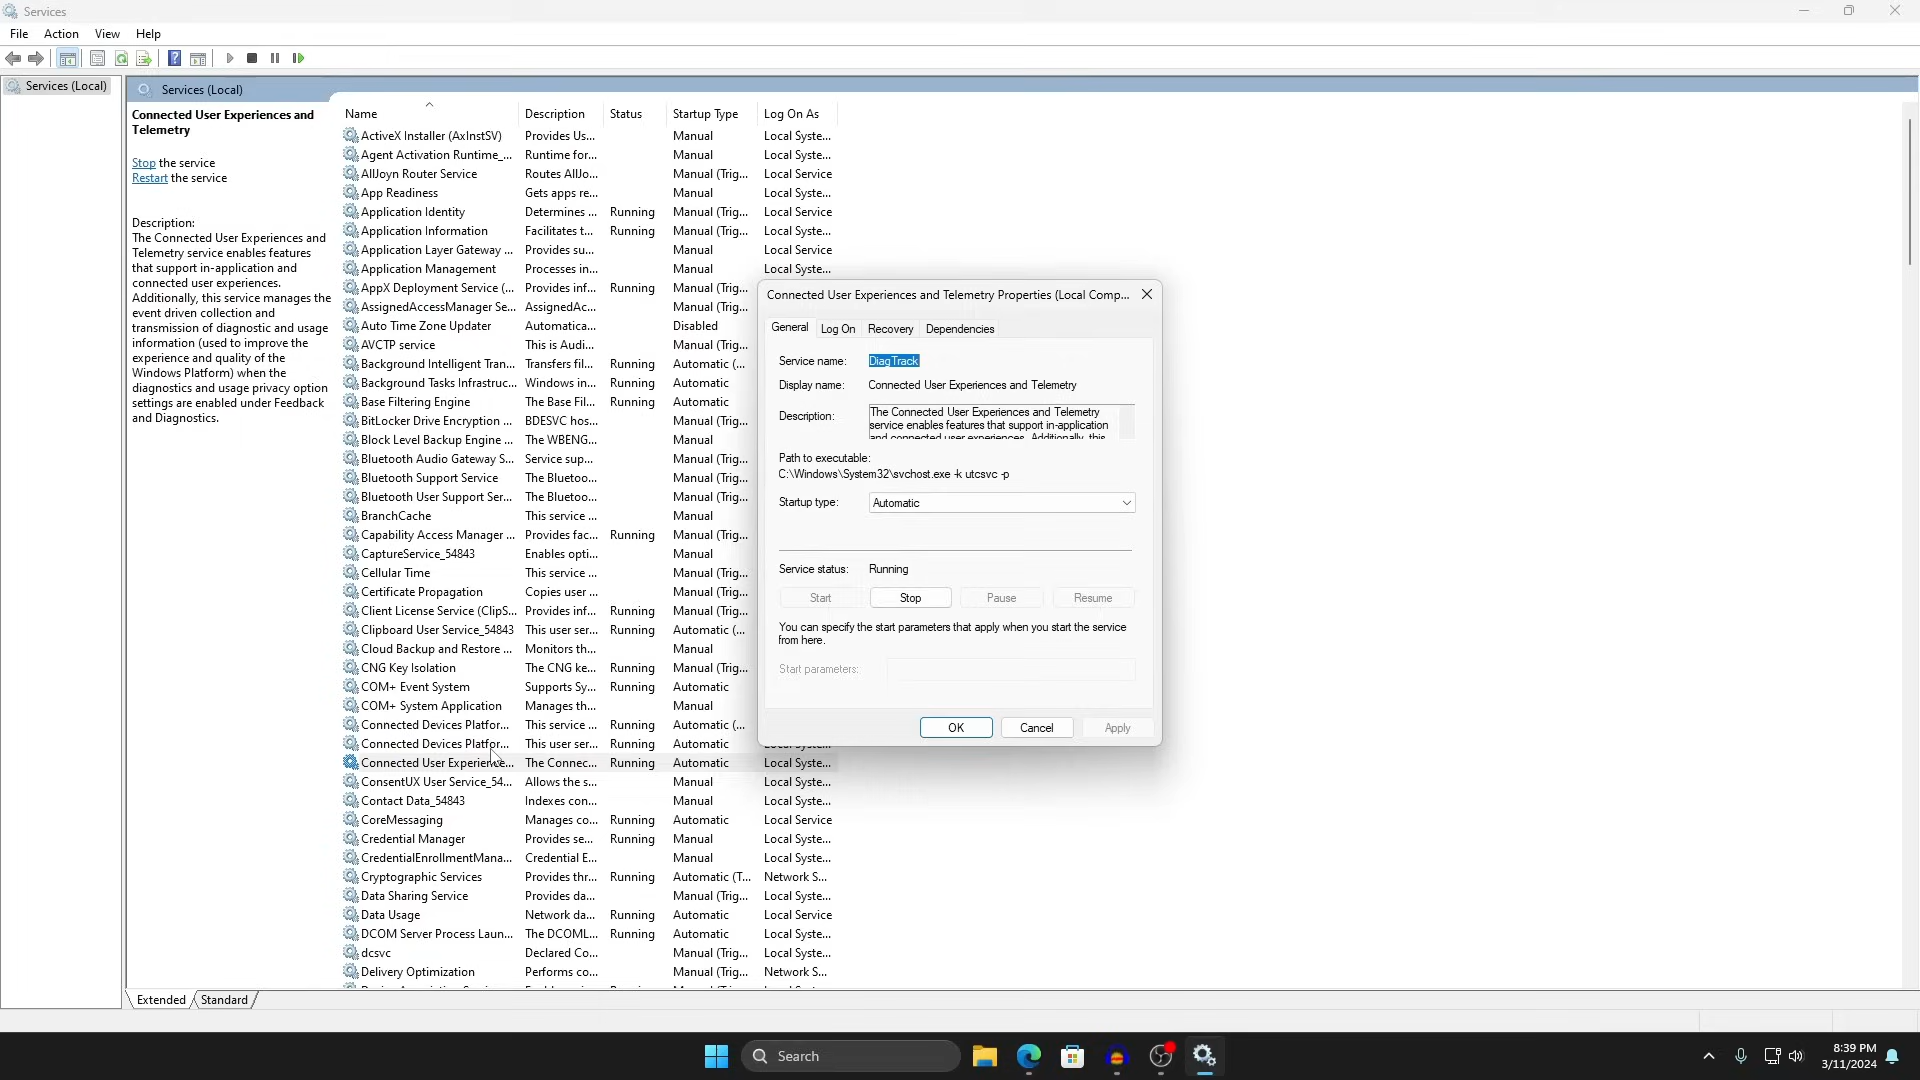 Services
File Action View Help
Services (Local)
Services (Local)
Connected User Experiences and
Telemetry
Stop the service
Restart the service
Description:
The Connected User Experiences and
Telemetry service enables features
that support in-application and
connected user experiences.
Additionally, this service manages the
event driven collection and
transmission of diagnostic and usage
information (used to improve the
experience and quality of the
Windows Platform) when the
diagnostics and usage privacy option
settings are enabled under Feedback
and Diagnostics.
Name Description Status Startup Type Log On As
ActiveX Installer (AxInstSV) Provides Us... Manual Local Syste...
Agent Activation Runtime_... Runtime for... Manual Local Syste...
AllJoyn Router Service Routes AllJo... Manual (Trig... Local Service
App Readiness Gets apps re... Manual Local Syste...
Application Identity Determines ... Running Manual (Trig... Local Service
Application Information Facilitates t... Running Manual (Trig... Local Syste...
Application Layer Gateway ... Provides su... Manual Local Service
Application Management Processes in... Manual Local Syste...
AppX Deployment Service (... Provides inf... Running Manual (Trig...
AssignedAccessManager Se... AssignedAc... Manual (Trig...
Auto Time Zone Updater Automatica... Disabled
AVCTP service This is Audi... Manual (Trig...
Background Intelligent Tran... Transfers fil... Running Automatic (...
Background Tasks Infrastruc... Windows in... Running Automatic
Base Filtering Engine The Base Fil... Running Automatic
BitLocker Drive Encryption ... BDESVC hos... Manual (Trig...
Block Level Backup Engine ... The WBENG... Manual
Bluetooth Audio Gateway S... Service sup... Manual (Trig...
Bluetooth Support Service The Bluetoo... Manual (Trig...
Bluetooth User Support Ser... The Bluetoo... Manual (Trig...
BranchCache This service ... Manual
Capability Access Manager ... Provides fac... Running Manual (Trig...
CaptureService_54843 Enables opti... Manual
Cellular Time This service ... Manual (Trig...
Certificate Propagation Copies user ... Manual (Trig...
Client License Service (ClipS... Provides inf... Running Manual (Trig...
Clipboard User Service_54843 This user ser... Running Automatic (...
Cloud Backup and Restore ... Monitors th... Manual
CNG Key Isolation The CNG ke... Running Manual (Trig...
COM+ Event System Supports Sy... Running Automatic
COM+ System Application Manages th... Manual
Connected Devices Platfor... This service ... Running Automatic (...
Connected Devices Platfor... This user ser... Running Automatic Local Syste...
Connected User Experience... The Connec... Running Automatic Local Syste...
ConsentUX User Service_54... Allows the s... Manual Local Syste...
Contact Data_54843 Indexes con... Manual Local Syste...
CoreMessaging Manages co... Running Automatic Local Service
Credential Manager Provides se... Running Manual Local Syste...
CredentialEnrollmentMana... Credential E... Manual Local Syste...
Cryptographic Services Provides thr... Running Automatic (T... Network S...
Data Sharing Service Provides da... Manual (Trig... Local Syste...
Data Usage Network da... Running Automatic Local Service
DCOM Server Process Laun... The DCOML... Running Automatic Local Syste...
dcsvc Declared Co... Manual (Trig... Local Syste...
Delivery Optimization Performs co... Manual (Trig... Network S...
Connected User Experiences and Telemetry Properties (Local Comp...
General Log On Recovery Dependencies
Service name: DiagTrack
Display name: Connected User Experiences and Telemetry
Description: The Connected User Experiences and Telemetry
service enables features that support in-application
and connected user experiences. Additionally, this
Path to executable:
C:\Windows\System32\svchost.exe -k utcsvc -p
Startup type: Automatic
Service status: Running
Start Stop Pause Resume
You can specify the start parameters that apply when you start the service
from here.
Start parameters:
OK Cancel Apply
Extended Standard
Search
8:39 PM
3/11/2024